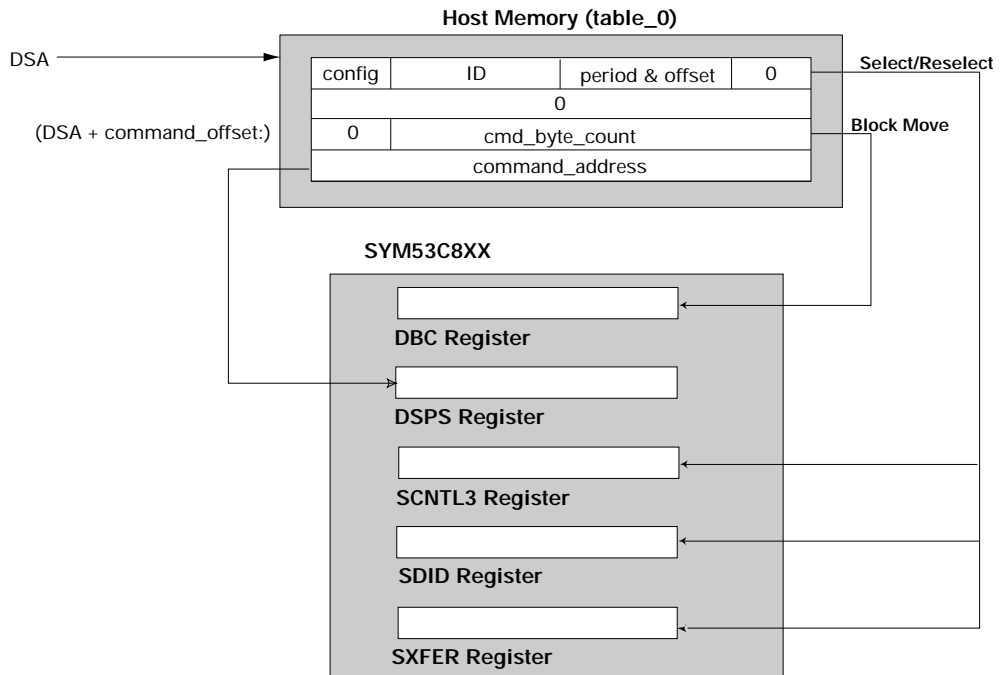 Host Memory (table_0)
DSA
Select/Reselect
config ID period & offset 0
0
(DSA + command_offset:)
0 cmd_byte_count
Block Move
command_address
SYM53C8XX
DBC Register
DSPS Register
SCNTL3 Register
SDID Register
SXFER Register